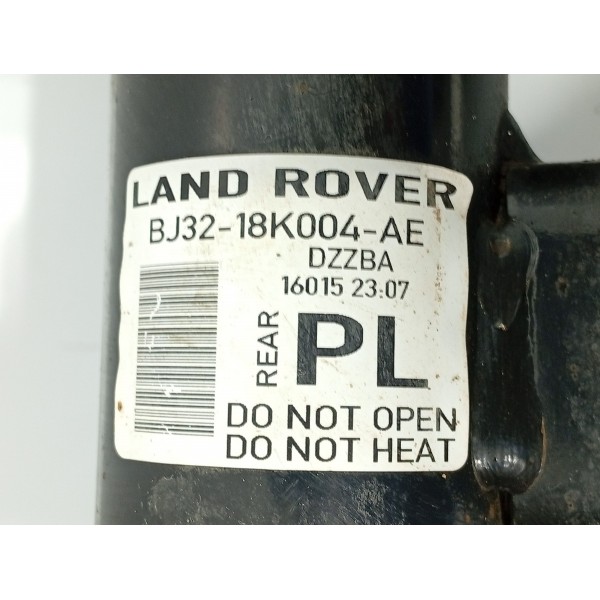 LAND ROVER
BJ32-18K004-AE
DZZBA
16015 23:07
REAR
PL
DO NOT OPEN
DO NOT HEAT